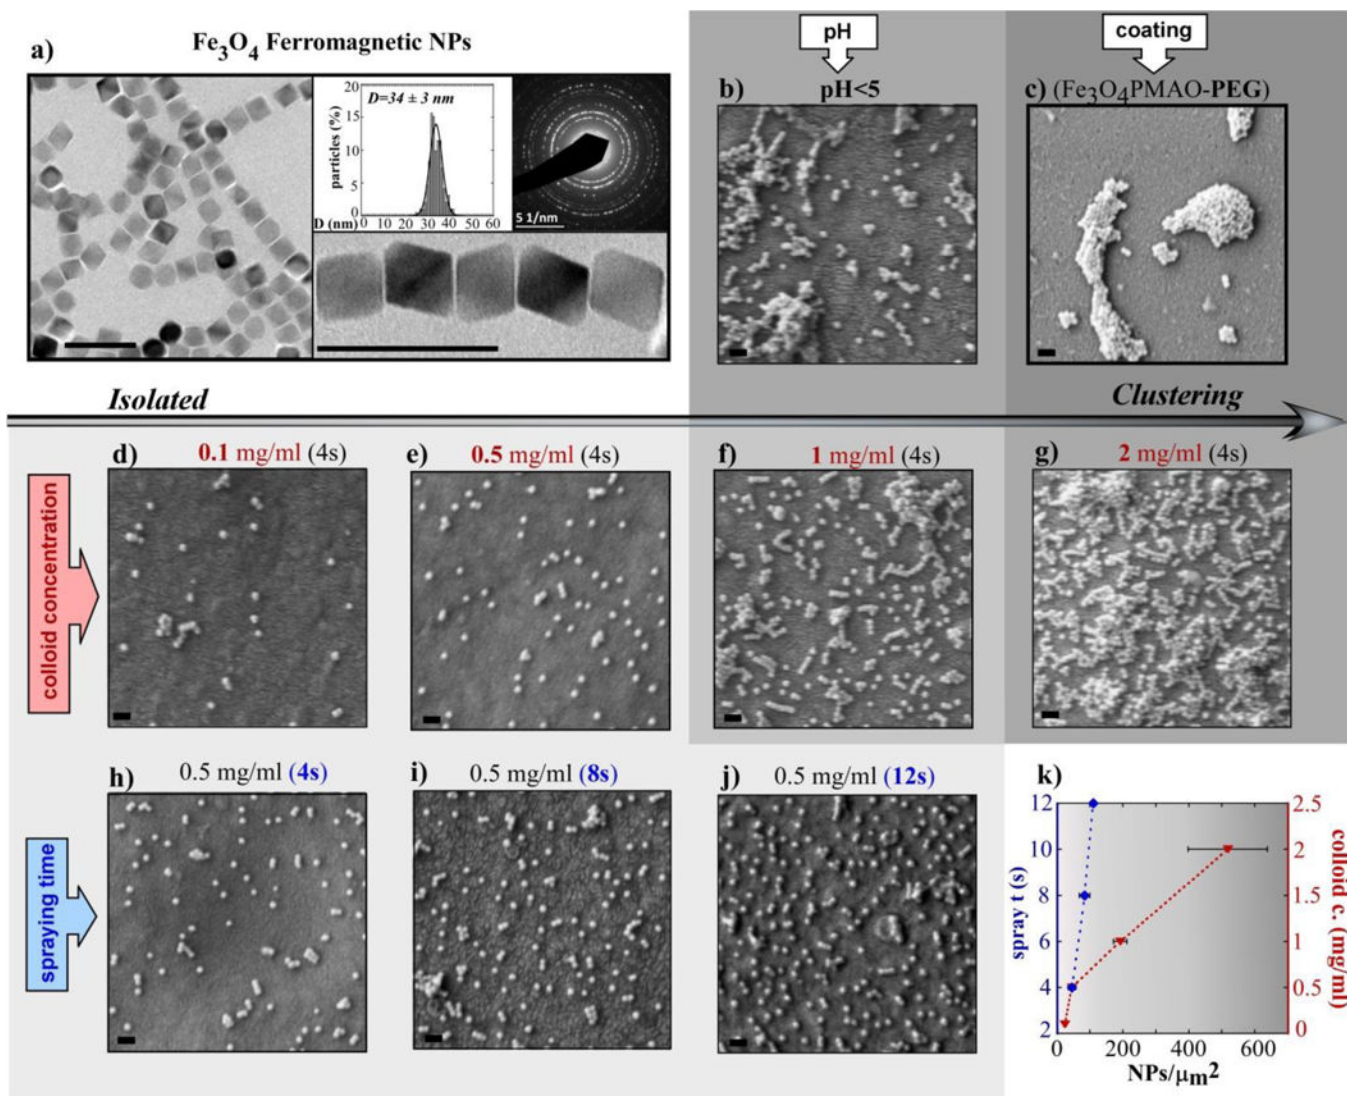 a) Fe₃O₄ Ferromagnetic NPs
D=34 ± 3 nm
particles (%)
20
15
10
5
0
D (nm)
0 10 20 30 40 50 60
5 1/nm
pH
b) pH<5
coating
c) (Fe₃O₄PMAO-PEG)
Isolated
Clustering
colloid concentration
d) 0.1 mg/ml (4s)
e) 0.5 mg/ml (4s)
f) 1 mg/ml (4s)
g) 2 mg/ml (4s)
spraying time
h) 0.5 mg/ml (4s)
i) 0.5 mg/ml (8s)
j) 0.5 mg/ml (12s)
k)
spray t (s)
12
10
8
6
4
2
colloid c. (mg/ml)
2.5
2
1.5
1
0.5
0
0 200 400 600
NPs/μm²